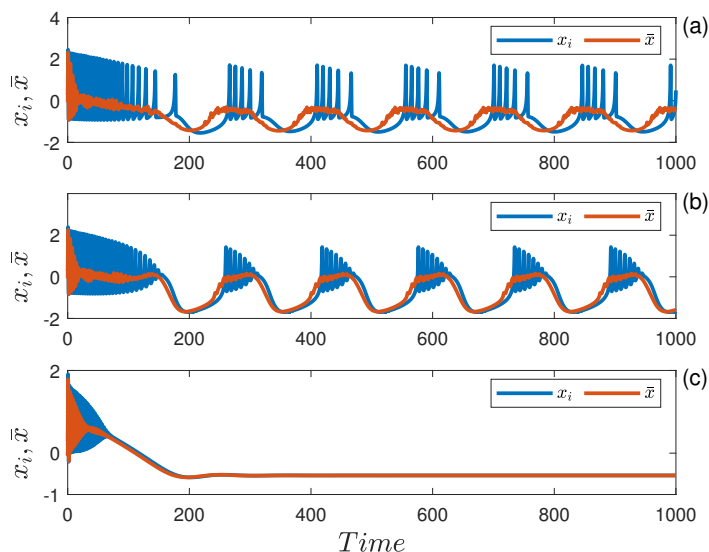 4 (a)
x_i x̄
2
0
-2
x_i, x̄
0 200 400 600 800 1000
(b)
x_i x̄
2
0
-2
x_i, x̄
0 200 400 600 800 1000
2 (c)
x_i x̄
0
-1
x_i, x̄
0 200 400 600 800 1000
Time